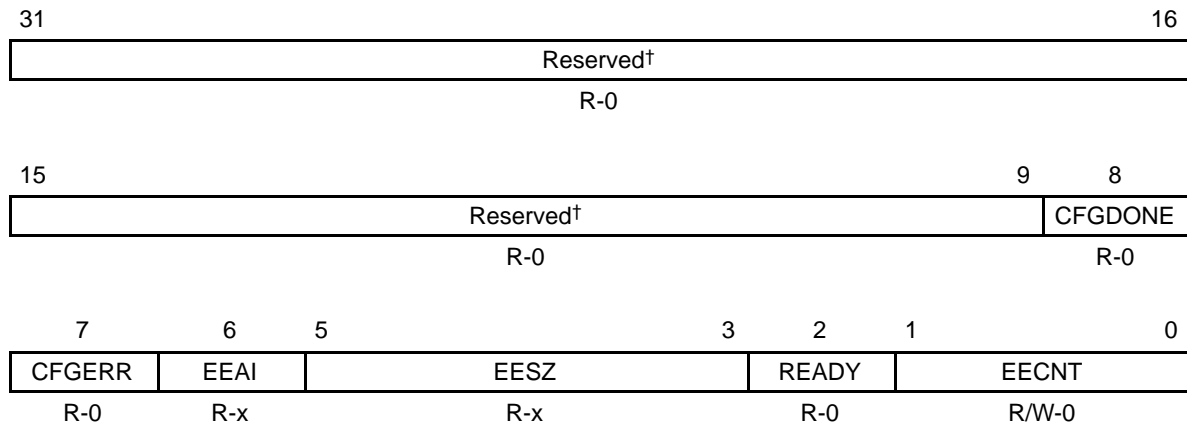 31 16
Reserved†
R-0
15 9 8
Reserved† CFGDONE
R-0 R-0
7 6 5 3 2 1 0
CFGERR EEAI EESZ READY EECNT
R-0 R-x R-x R-0 R/W-0